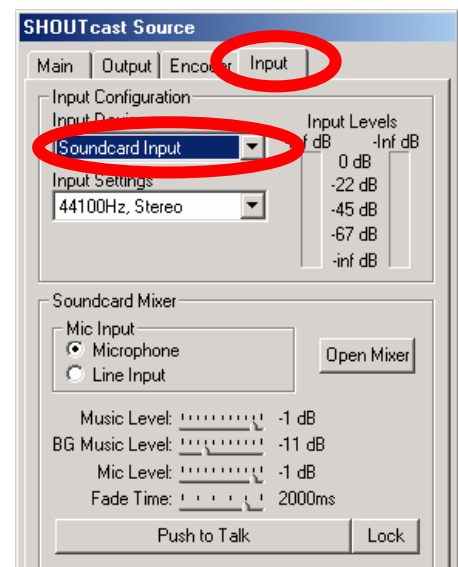 SHOUTcast Source
Main Output Encoder Input
Input Configuration
Input Device
Soundcard Input
Input Settings
44100Hz, Stereo
Input Levels
-Inf dB -Inf dB
0 dB
-22 dB
-45 dB
-67 dB
-inf dB
Soundcard Mixer
Mic Input
Microphone
Line Input
Open Mixer
Music Level: -1 dB
BG Music Level: -11 dB
Mic Level: -1 dB
Fade Time: 2000ms
Push to Talk Lock